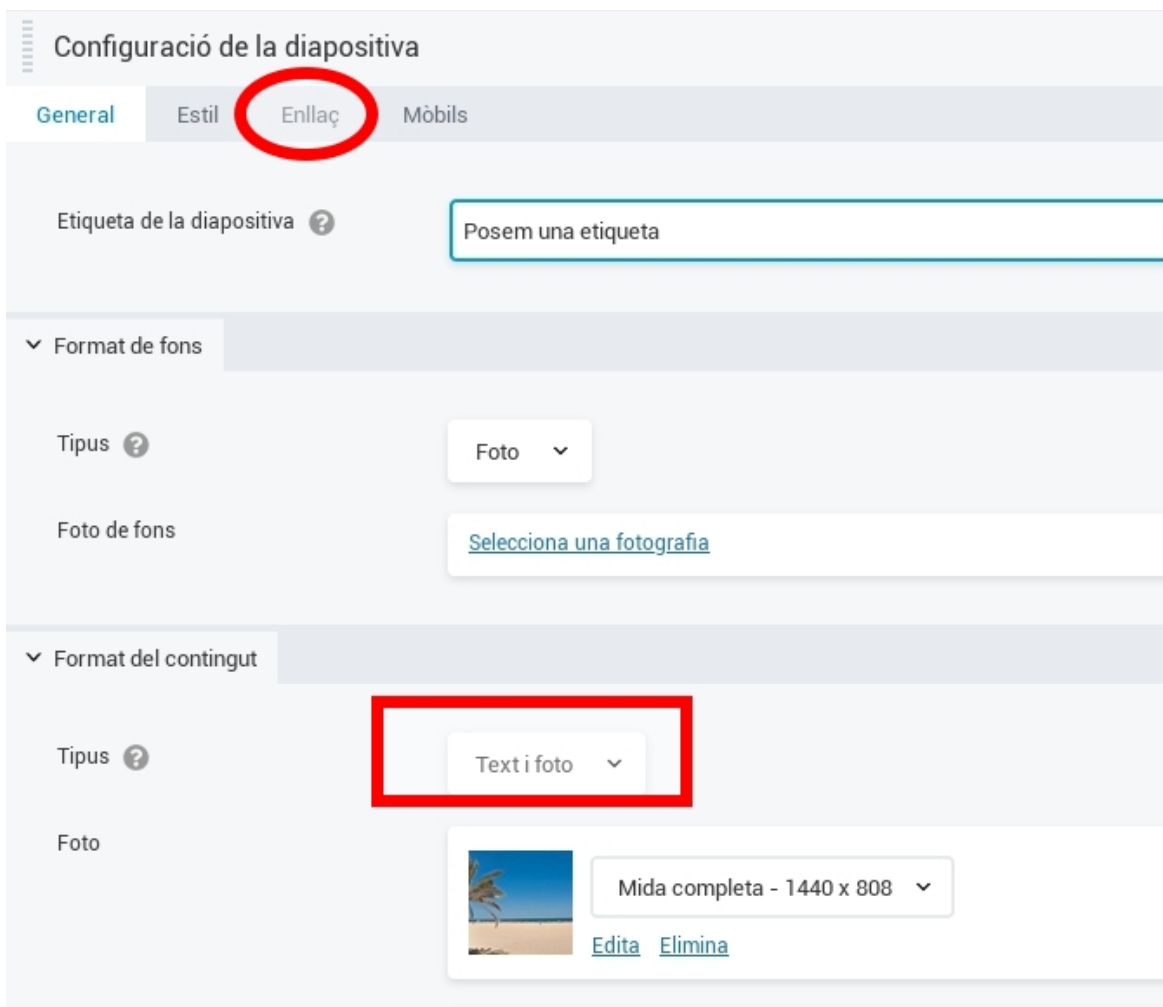 Configuració de la diapositiva
General Estil Enllaç Mòbils
Etiqueta de la diapositiva ?
Posem una etiqueta
Format de fons
Tipus ?
Foto
Foto de fons
Selecciona una fotografia
Format del contingut
Tipus ?
Text i foto
Foto
Mida completa - 1440 x 808
Edita Elimina